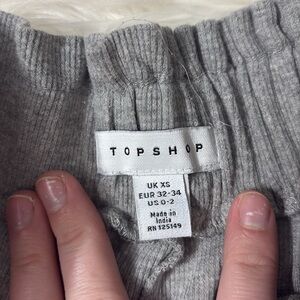 TOPSHOP
UK XS
EUR 32-34
US 0-2
Made in
India
RN 125149